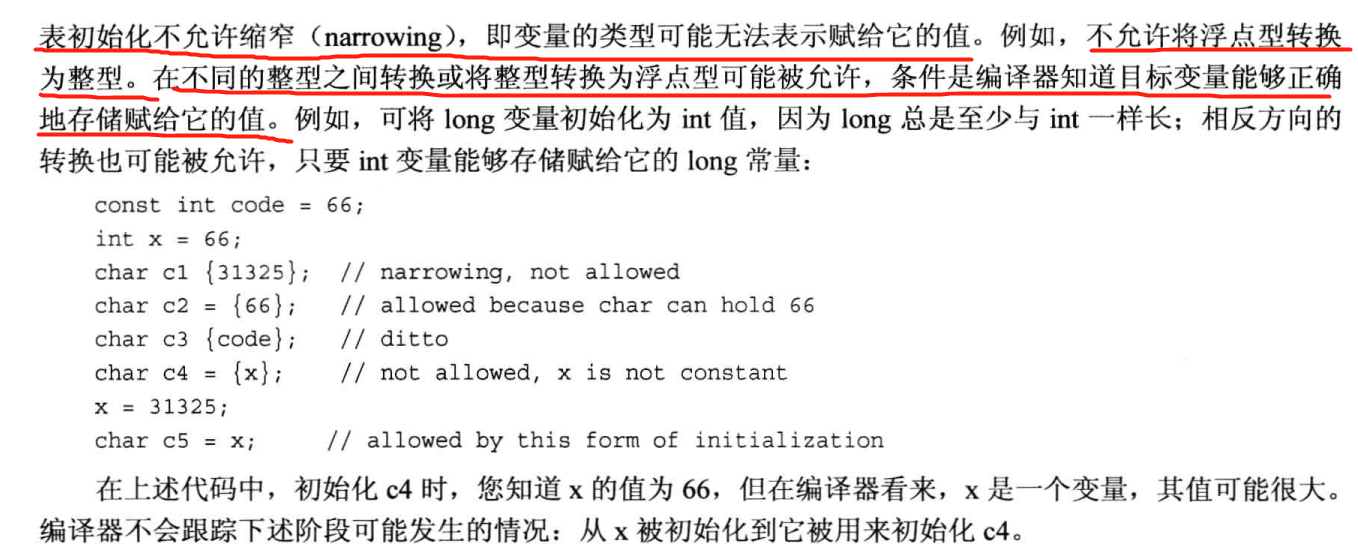 表初始化不允许缩窄（narrowing），即变量的类型可能无法表示赋给它的值。例如，不允许将浮点型转换
为整型。在不同的整型之间转换或将整型转换为浮点型可能被允许，条件是编译器知道目标变量能够正确
地存储赋给它的值。例如，可将 long 变量初始化为 int 值，因为 long 总是至少与 int 一样长；相反方向的
转换也可能被允许，只要 int 变量能够存储赋给它的 long 常量：
const int code = 66;
int x = 66;
char c1 {31325}; // narrowing, not allowed
char c2 = {66}; // allowed because char can hold 66
char c3 {code}; // ditto
char c4 = {x}; // not allowed, x is not constant
x = 31325;
char c5 = x; // allowed by this form of initialization
在上述代码中，初始化 c4 时，您知道 x 的值为 66，但在编译器看来，x 是一个变量，其值可能很大。
编译器不会跟踪下述阶段可能发生的情况：从 x 被初始化到它被用来初始化 c4。